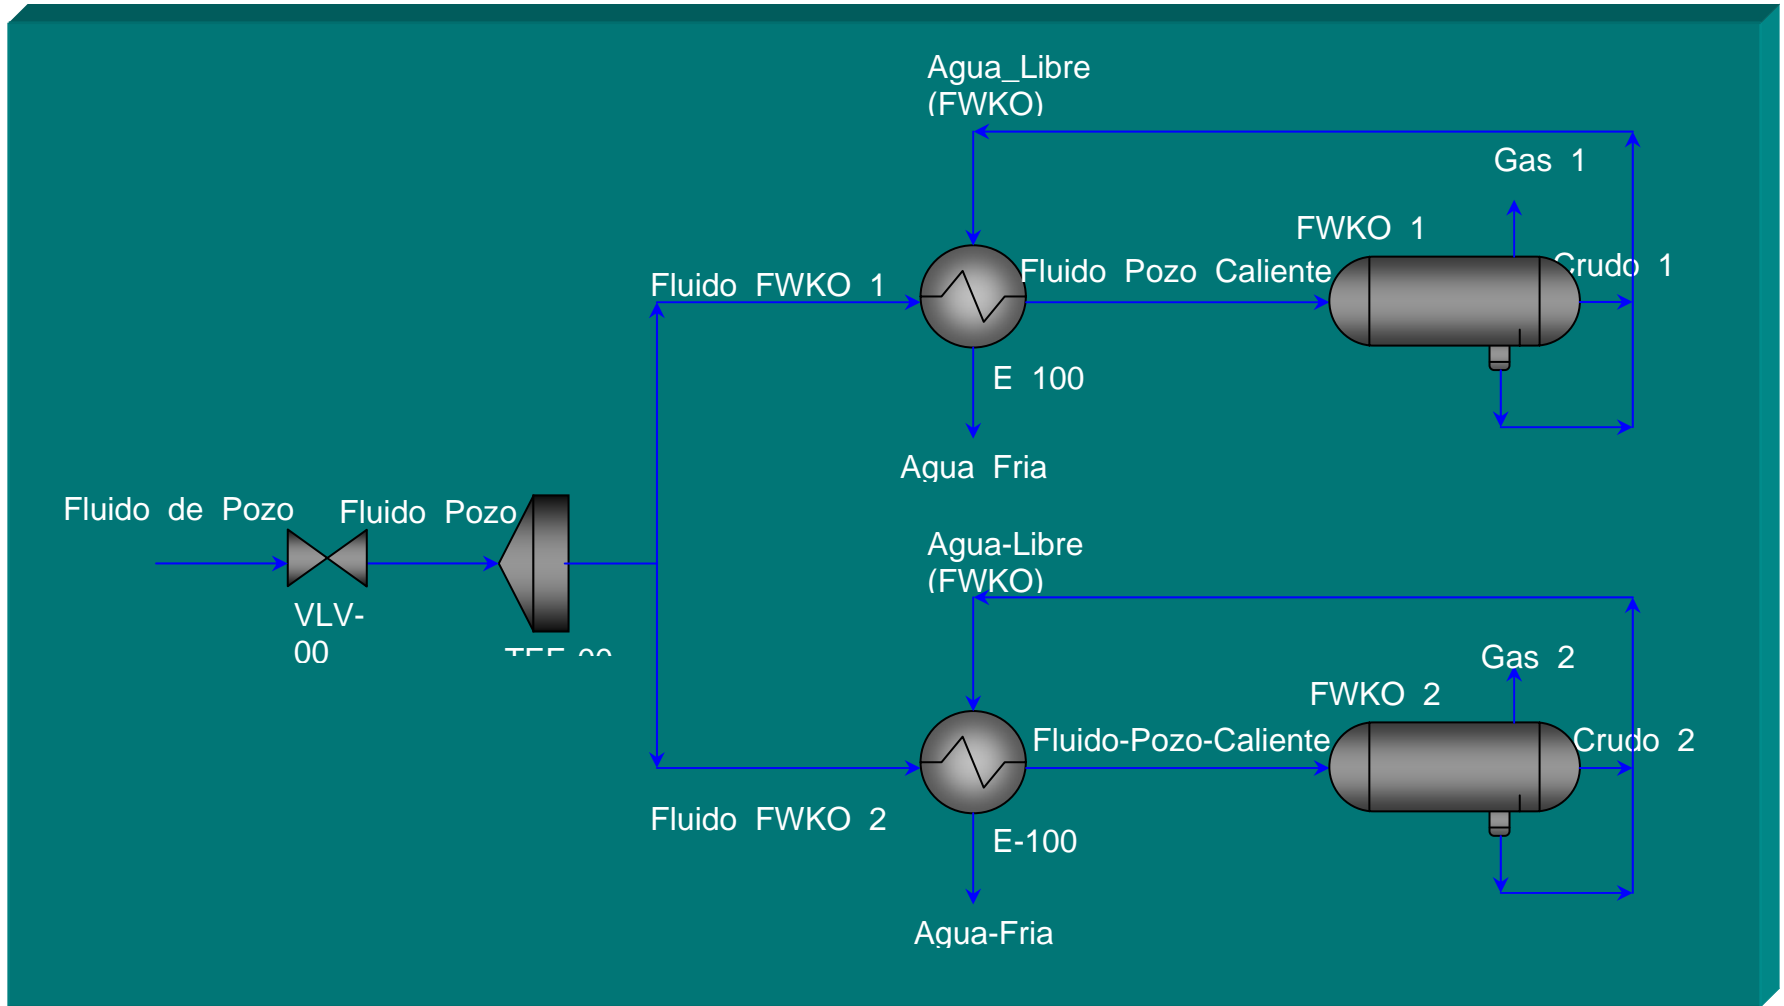 Agua_Libre
(FWKO)
Gas 1
FWKO 1
Crudo 1
Fluido Pozo Caliente
Fluido FWKO 1
E 100
Agua Fria
Fluido de Pozo
Fluido Pozo
VLV-
00
TEE-00
Agua-Libre
(FWKO)
Gas 2
FWKO 2
Crudo 2
Fluido-Pozo-Caliente
Fluido FWKO 2
E-100
Agua-Fria